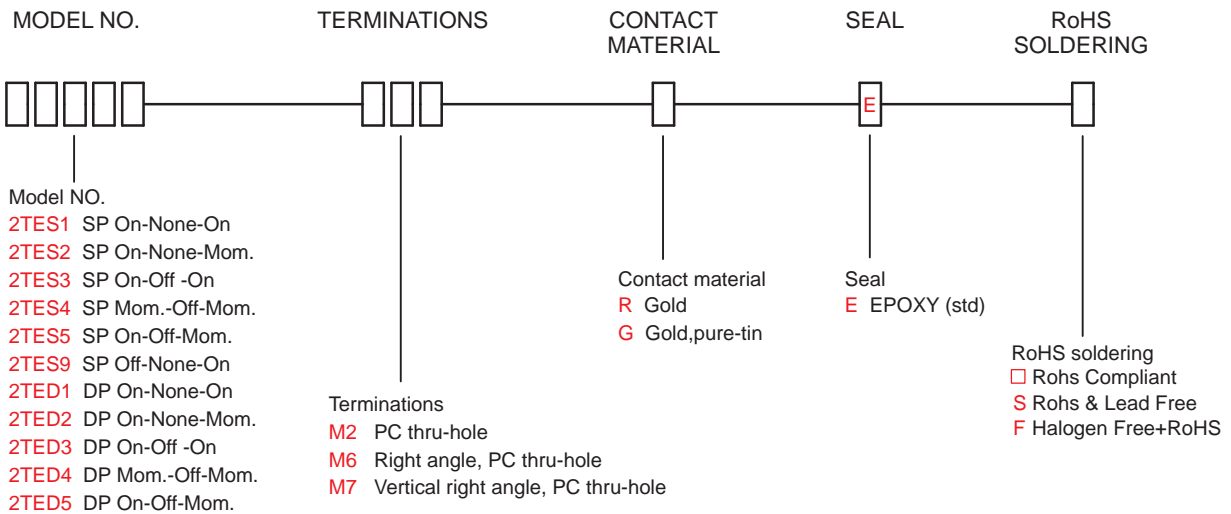 MODEL NO.
TERMINATIONS
CONTACT
MATERIAL
SEAL
RoHS
SOLDERING
E
Model NO.
2TES1 SP On-None-On
2TES2 SP On-None-Mom.
2TES3 SP On-Off -On
2TES4 SP Mom.-Off-Mom.
2TES5 SP On-Off-Mom.
2TES9 SP Off-None-On
2TED1 DP On-None-On
2TED2 DP On-None-Mom.
2TED3 DP On-Off -On
2TED4 DP Mom.-Off-Mom.
2TED5 DP On-Off-Mom.
Terminations
M2 PC thru-hole
M6 Right angle, PC thru-hole
M7 Vertical right angle, PC thru-hole
Contact material
R Gold
G Gold,pure-tin
Seal
E EPOXY (std)
RoHS soldering
□ Rohs Compliant
S Rohs & Lead Free
F Halogen Free+RoHS